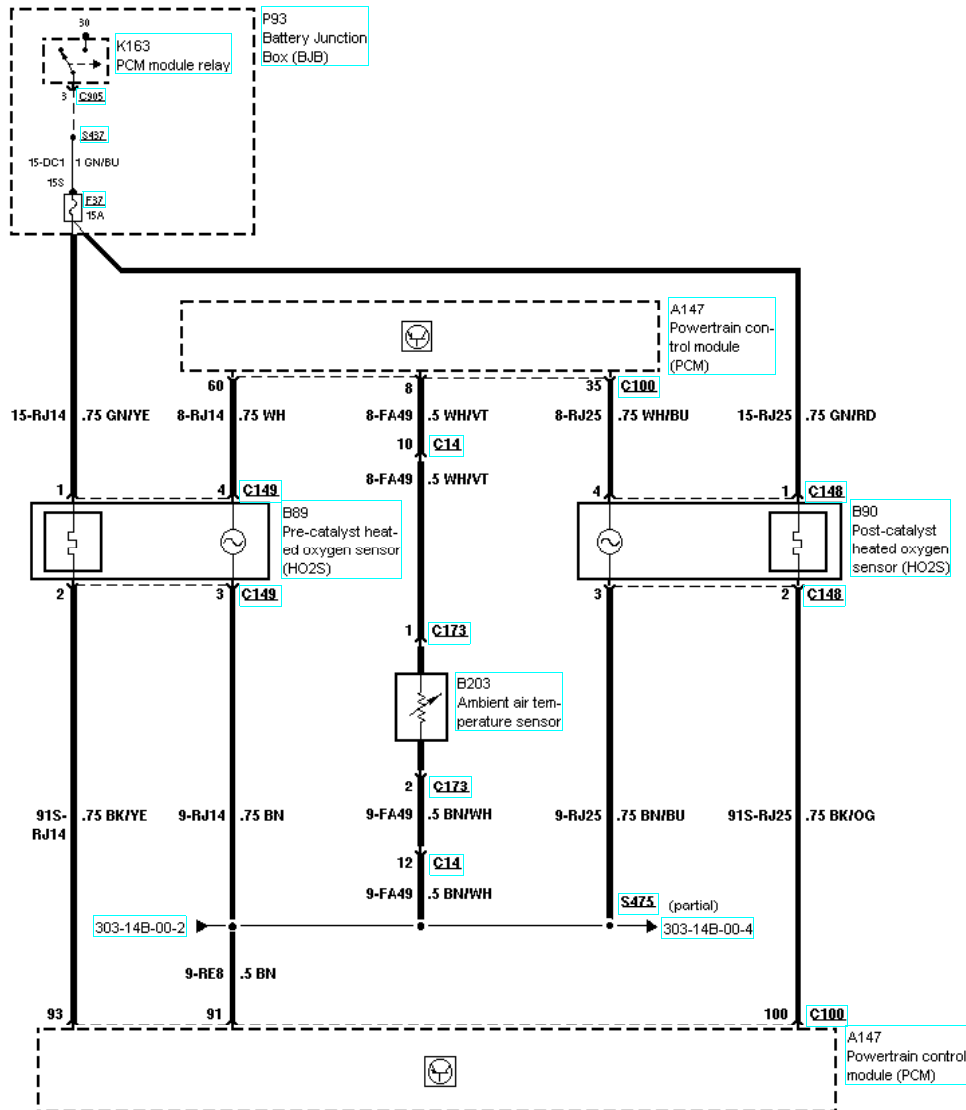 30
P93
Battery Junction
Box (BJB)
K163
PCM module relay
3 C905
S437
15-DC1 1 GN/BU
15S
F37
15A
A147
Powertrain con-
trol module
(PCM)
60 8 35 C100
15-RJ14 .75 GN/YE 8-RJ14 .75 WH 8-FA49 .5 WH/VT 8-RJ25 .75 WH/BU 15-RJ25 .75 GN/RD
10 C14
8-FA49 .5 WH/VT
1 4 C149 4 1 C148
B89
Pre-catalyst heat-
ed oxygen sensor
(HO2S)
B90
Post-catalyst
heated oxygen
sensor (HO2S)
2 3 C149 3 2 C148
1 C173
B203
Ambient air tem-
perature sensor
2 C173
91S-
RJ14 .75 BK/YE 9-RJ14 .75 BN 9-FA49 .5 BN/WH 9-RJ25 .75 BN/BU 91S-RJ25 .75 BK/OG
12 C14
9-FA49 .5 BN/WH
S475 (partial)
303-14B-00-2 303-14B-00-4
9-RE8 .5 BN
93 91 100 C100
A147
Powertrain control
module (PCM)